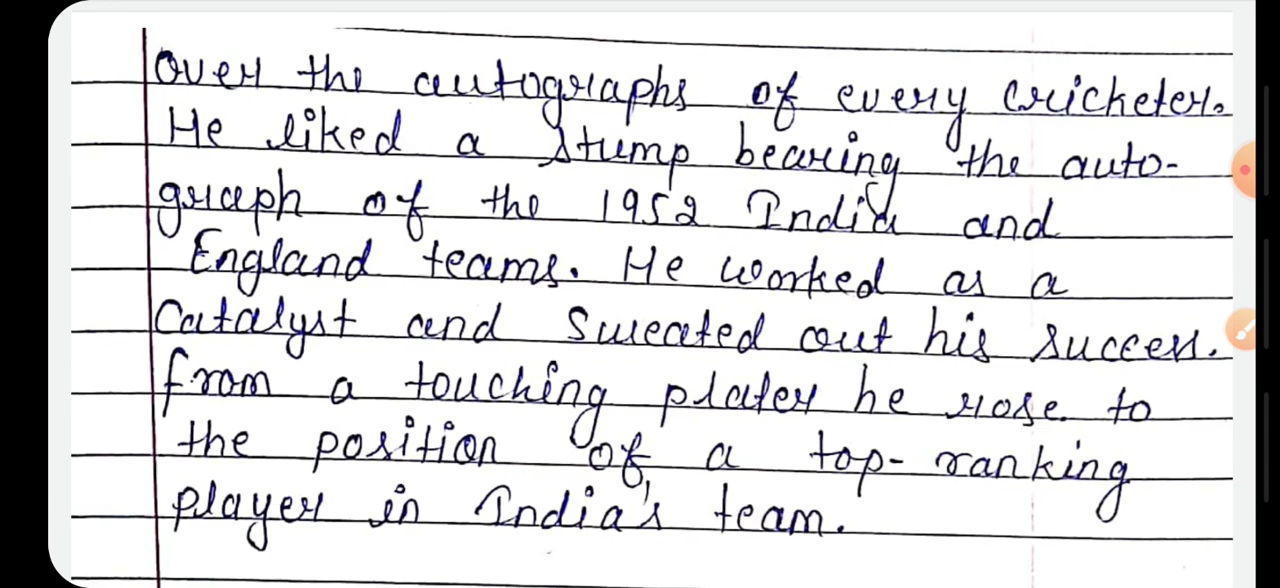 over the autographs of every cricketer.
He liked a stump bearing the auto-
graph of the 1952 India and
England teams. He worked as a
Catalyst and sweated out his success.
from a touching plater he rose to
the position of a top-ranking
player in India's team.